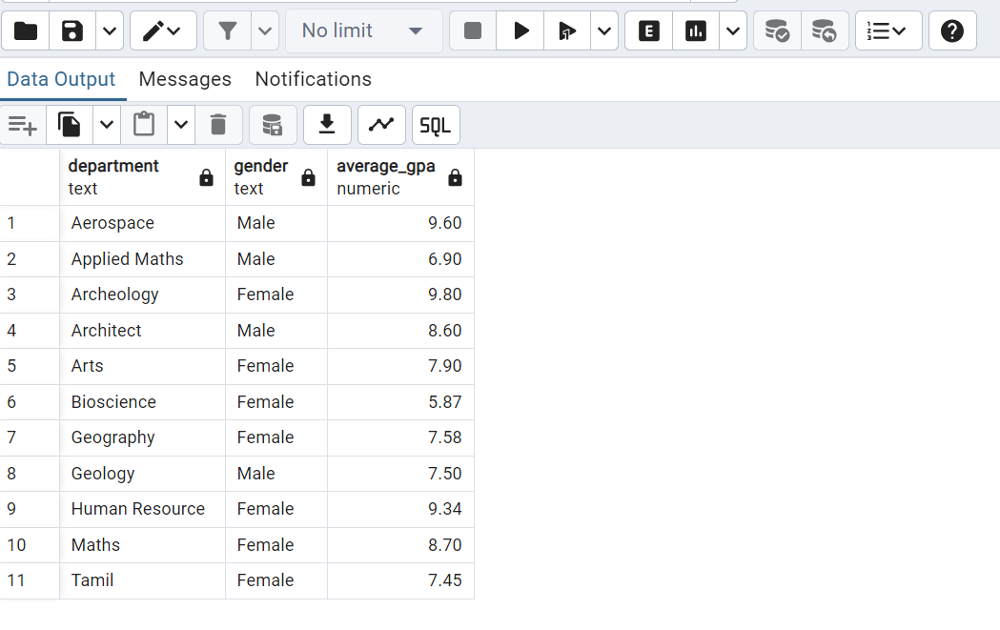 No limit
E
Data Output Messages Notifications
SQL
department gender average_gpa
text text numeric
1 Aerospace Male 9.60
2 Applied Maths Male 6.90
3 Archeology Female 9.80
4 Architect Male 8.60
5 Arts Female 7.90
6 Bioscience Female 5.87
7 Geography Female 7.58
8 Geology Male 7.50
9 Human Resource Female 9.34
10 Maths Female 8.70
11 Tamil Female 7.45